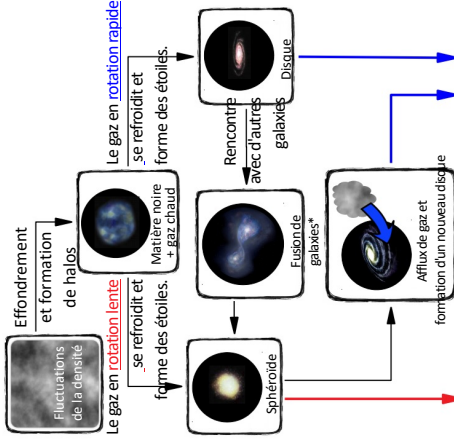 Fluctuations
de la densité
Effondrement
et formation
de halos
Le gaz en rotation lente
se refroidit et
forme des étoiles.
Matière noire
+ gaz chaud
Le gaz en rotation rapide
se refroidit et
forme des étoiles.
Sphéroïde
Fusion de
galaxies*
Rencontre
avec d'autres
galaxies
Disque
Afflux de gaz et
formation d'un nouveau disque